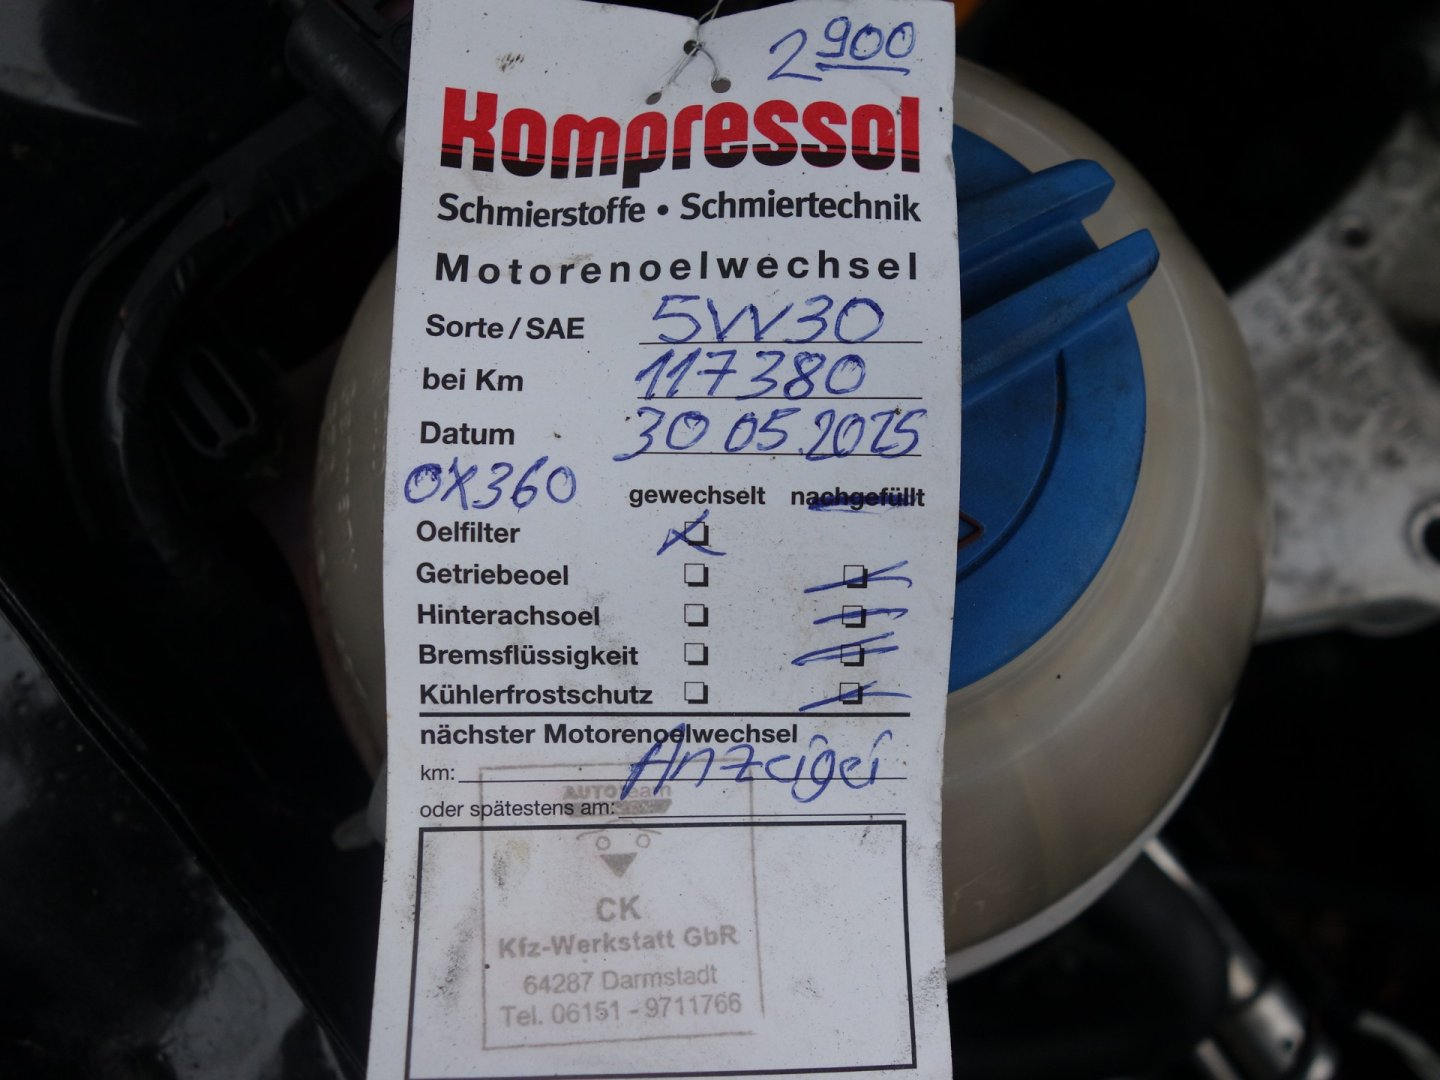 2900
Kompressol
Schmierstoffe • Schmiertechnik
Motorenoelwechsel
Sorte / SAE 5W30
bei Km 117380
Datum 30.05.2015
OX360 gewechselt nachgefüllt
Oelfilter
Getriebeoel
Hinterachsoel
Bremsflüssigkeit
Kühlerfrostschutz
nächster Motorenoelwechsel
km: Anzeige
oder spätestens am:
AUTOteam
CK
Kfz-Werkstatt GbR
64287 Darmstadt
Tel. 06151 - 9711766